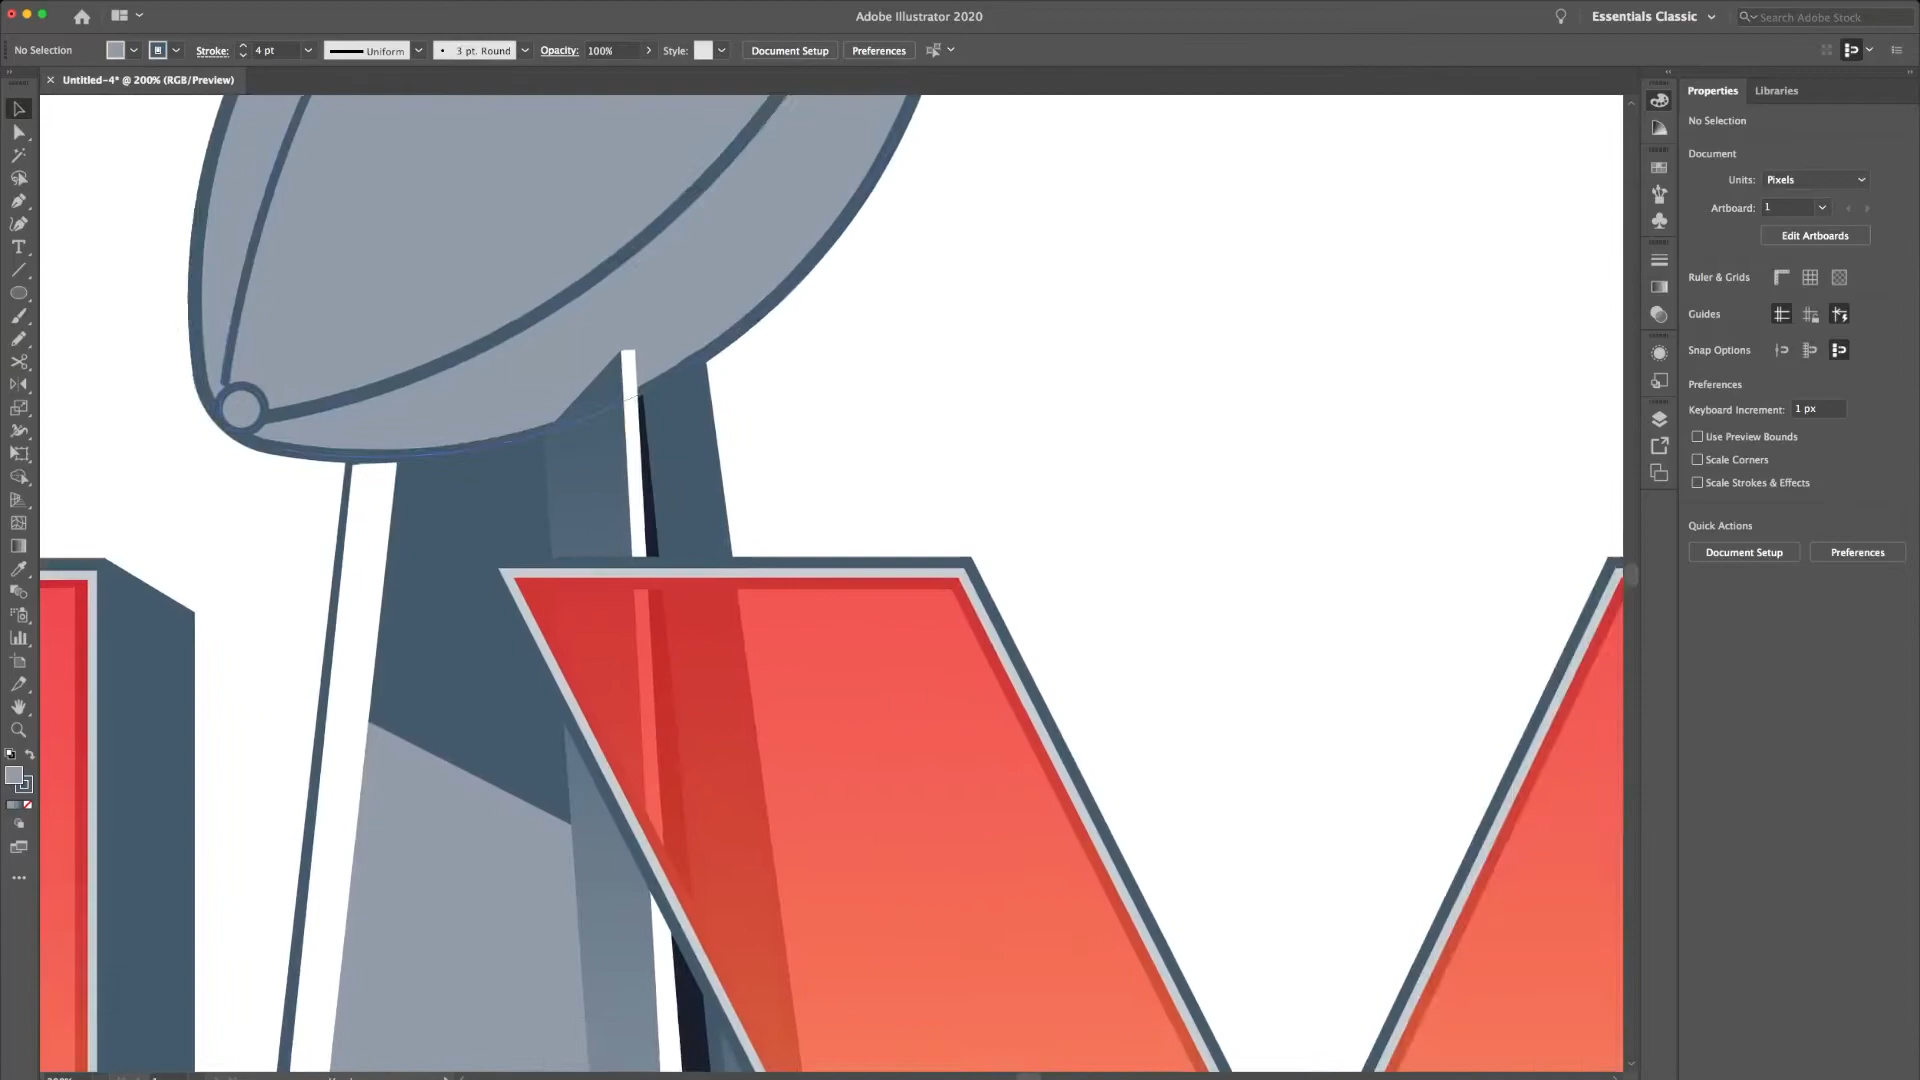 Adobe Illustrator 2020
Essentials Classic
Search Adobe Stock
No Selection
Stroke:
4 pt
Uniform
3 pt. Round
Opacity:
100%
Style:
Document Setup
Preferences
Untitled-4* @ 200% (RGB/Preview)
Properties
Libraries
No Selection
Document
Units:
Pixels
Artboard:
1
Edit Artboards
Ruler & Grids
Guides
Snap Options
Preferences
Keyboard Increment:
1 px
Use Preview Bounds
Scale Corners
Scale Strokes & Effects
Quick Actions
Document Setup
Preferences